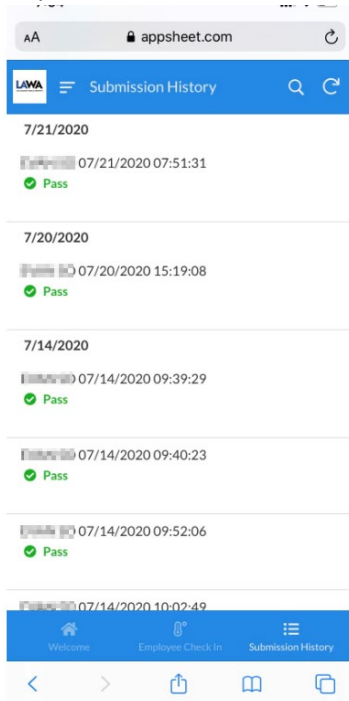 AA appsheet.com
LAWA Submission History
7/21/2020
07/21/2020 07:51:31
Pass
7/20/2020
07/20/2020 15:19:08
Pass
7/14/2020
07/14/2020 09:39:29
Pass
07/14/2020 09:40:23
Pass
07/14/2020 09:52:06
Pass
07/14/2020 10:02:49
Welcome Employee Check In Submission History